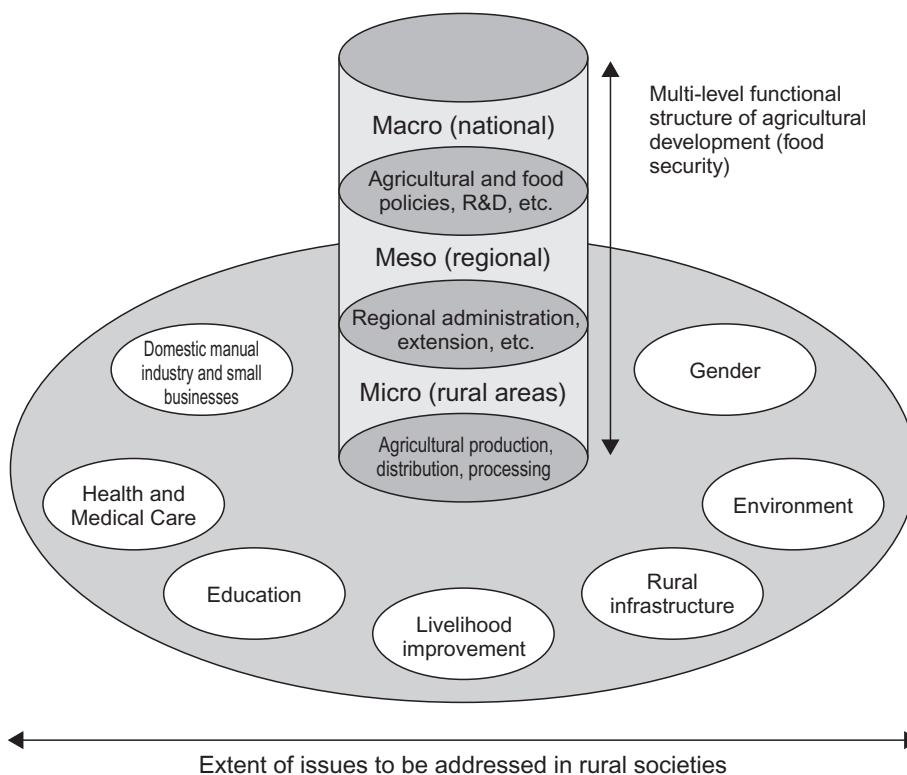 Macro (national)
Agricultural and food
policies, R&D, etc.
Meso (regional)
Regional administration,
extension, etc.
Micro (rural areas)
Agricultural production,
distribution, processing
Multi-level functional
structure of agricultural
development (food
security)
Domestic manual
industry and small
businesses
Gender
Health and
Medical Care
Environment
Education
Rural
infrastructure
Livelihood
improvement
Extent of issues to be addressed in rural societies